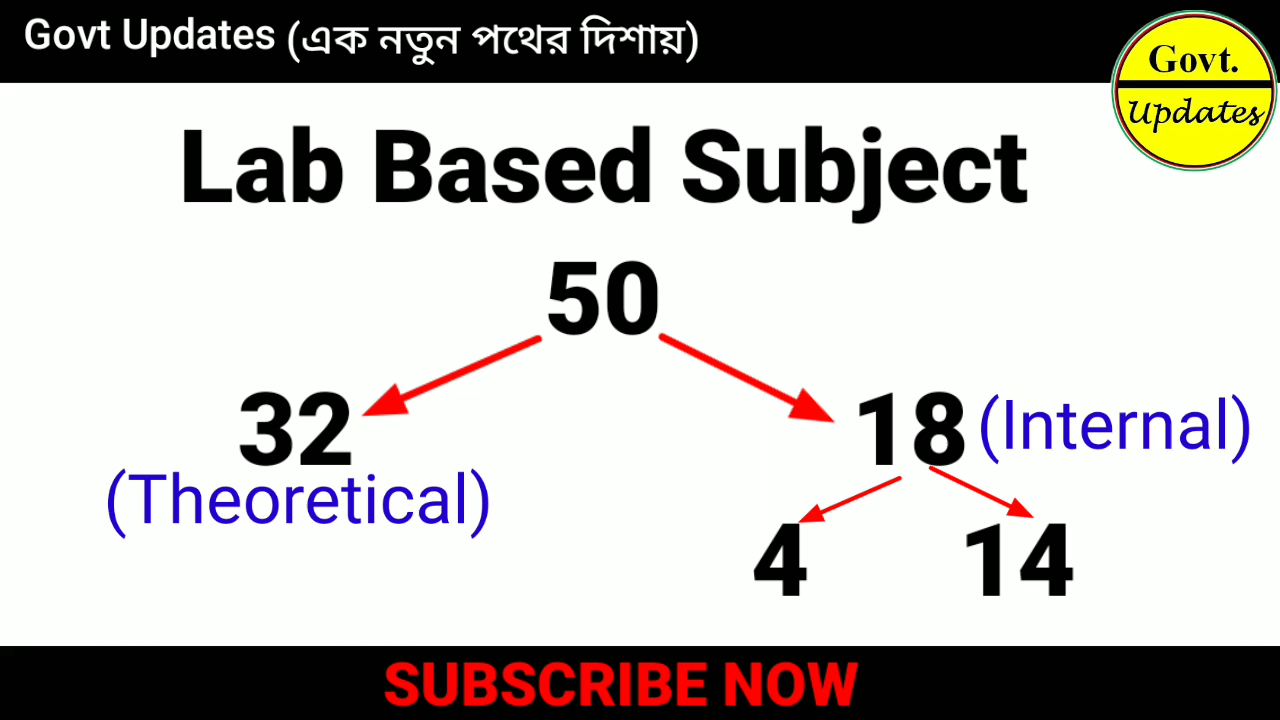 Govt Updates (এক নতুন পথের দিশায়)
Govt.
Updates
Lab Based Subject
50
32
18 (Internal)
(Theoretical)
4 14
SUBSCRIBE NOW